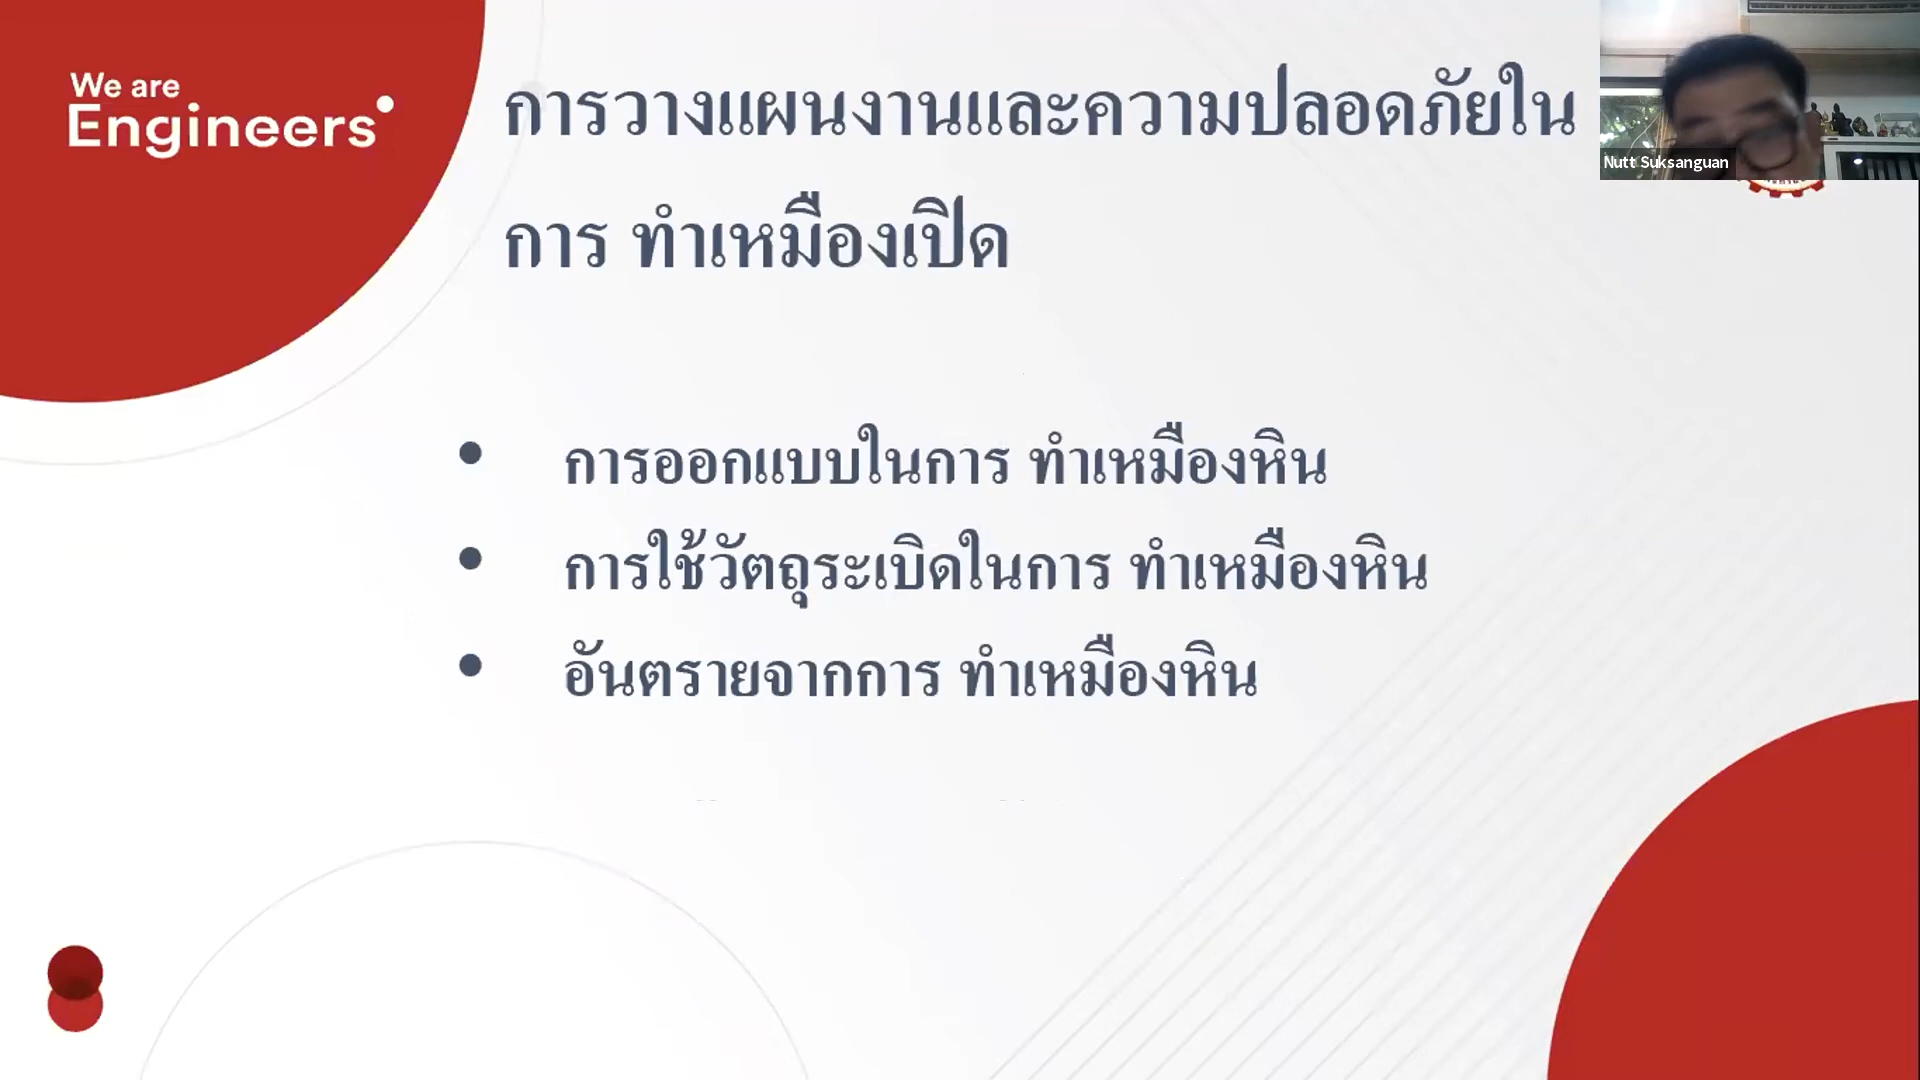 We are
Engineers
การวางแผนงานและความปลอดภัยใน
การ ทำเหมืองเปิด
Nutt Suksanguan
• การออกแบบในการ ทำเหมืองหิน
• การใช้วัตถุระเบิดในการ ทำเหมืองหิน
• อันตรายจากการ ทำเหมืองหิน